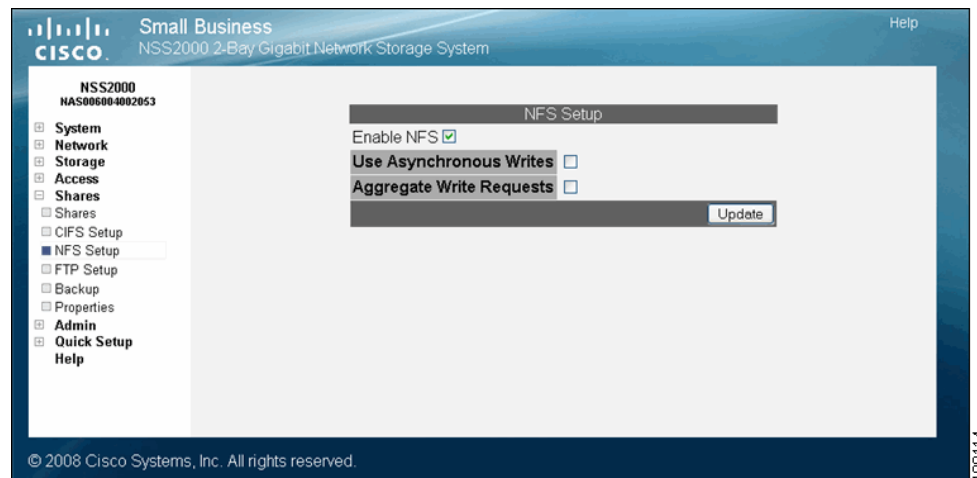 CISCO
Small Business
NSS2000 2-Bay Gigabit Network Storage System
Help
NSS2000
NAS006004002053
System
Network
Storage
Access
Shares
Shares
CIFS Setup
NFS Setup
FTP Setup
Backup
Properties
Admin
Quick Setup
Help
NFS Setup
Enable NFS
Use Asynchronous Writes
Aggregate Write Requests
Update
© 2008 Cisco Systems, Inc. All rights reserved.